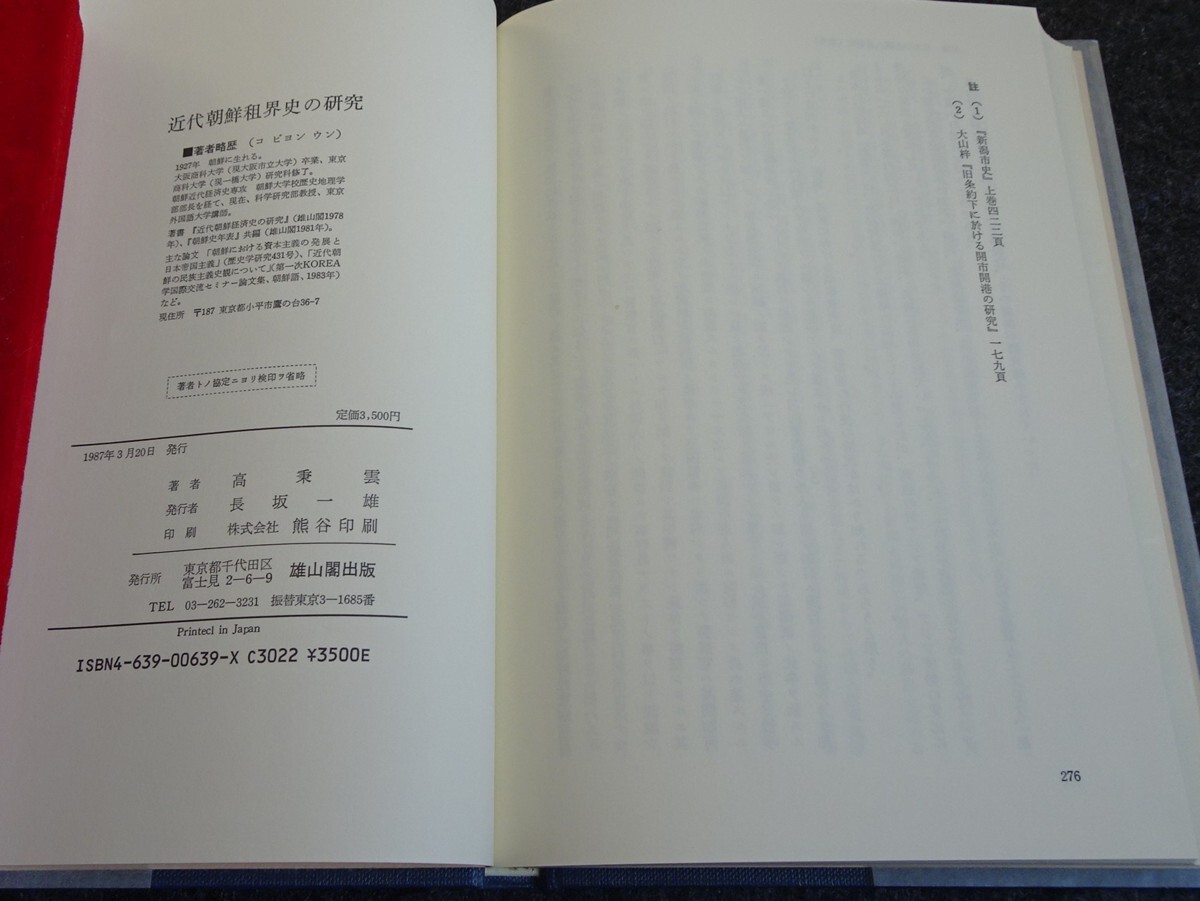 近代朝鮮租界史の研究
■著者略歴 (コ ビヨン ウン)
1927年 朝鮮に生れる。
大阪商科大学(現大阪市立大学)卒業、東京
商科大学(現一橋大学)研究科修了。
朝鮮近代経済史専攻 朝鮮大学校歴史地理学
部部長を経て、現在、科学研究部教授、東京
外国語大学講師。
著書 『近代朝鮮経済史の研究』(雄山閣1978
年)、『朝鮮史年表』共編(雄山閣1981年)。
主な論文 「朝鮮における資本主義の発展と
日本帝国主義」(歴史学研究431号)、「近代朝
鮮の民族主義史観について」(第一次KOREA
学国際交流セミナー論文集、朝鮮語、1983年)
など。
現住所 〒187 東京都小平市鷹の台36-7
著者トノ協定ニヨリ検印ヲ省略
定価3,500円
1987年3月20日 発行
著者 高秉雲
発行者 長坂一雄
印刷 株式会社 熊谷印刷
発行所 東京都千代田区
富士見 2-6-9 雄山閣出版
TEL 03-262-3231 振替東京3-1685番
Printecl in Japan
ISBN4-639-00639-X C3022 ¥3500E
註 (1) 『新潟市史』上巻四二二頁
(2) 大山梓『旧条約下に於ける開市開港の研究』一七九頁
276